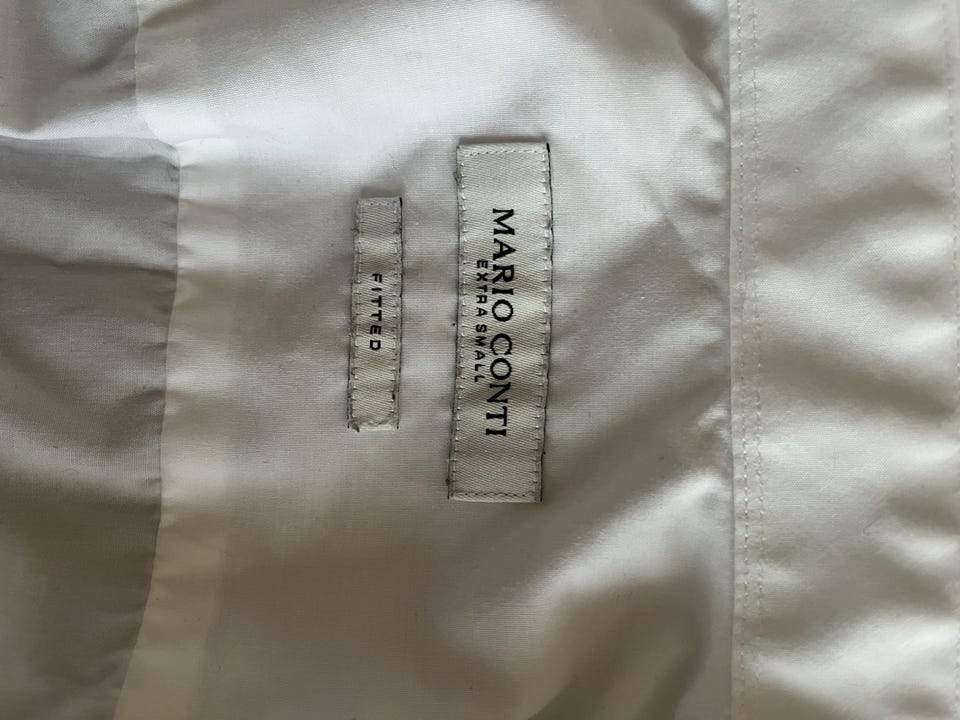 MARIO CONTI
EXTRA SMALL
FITTED